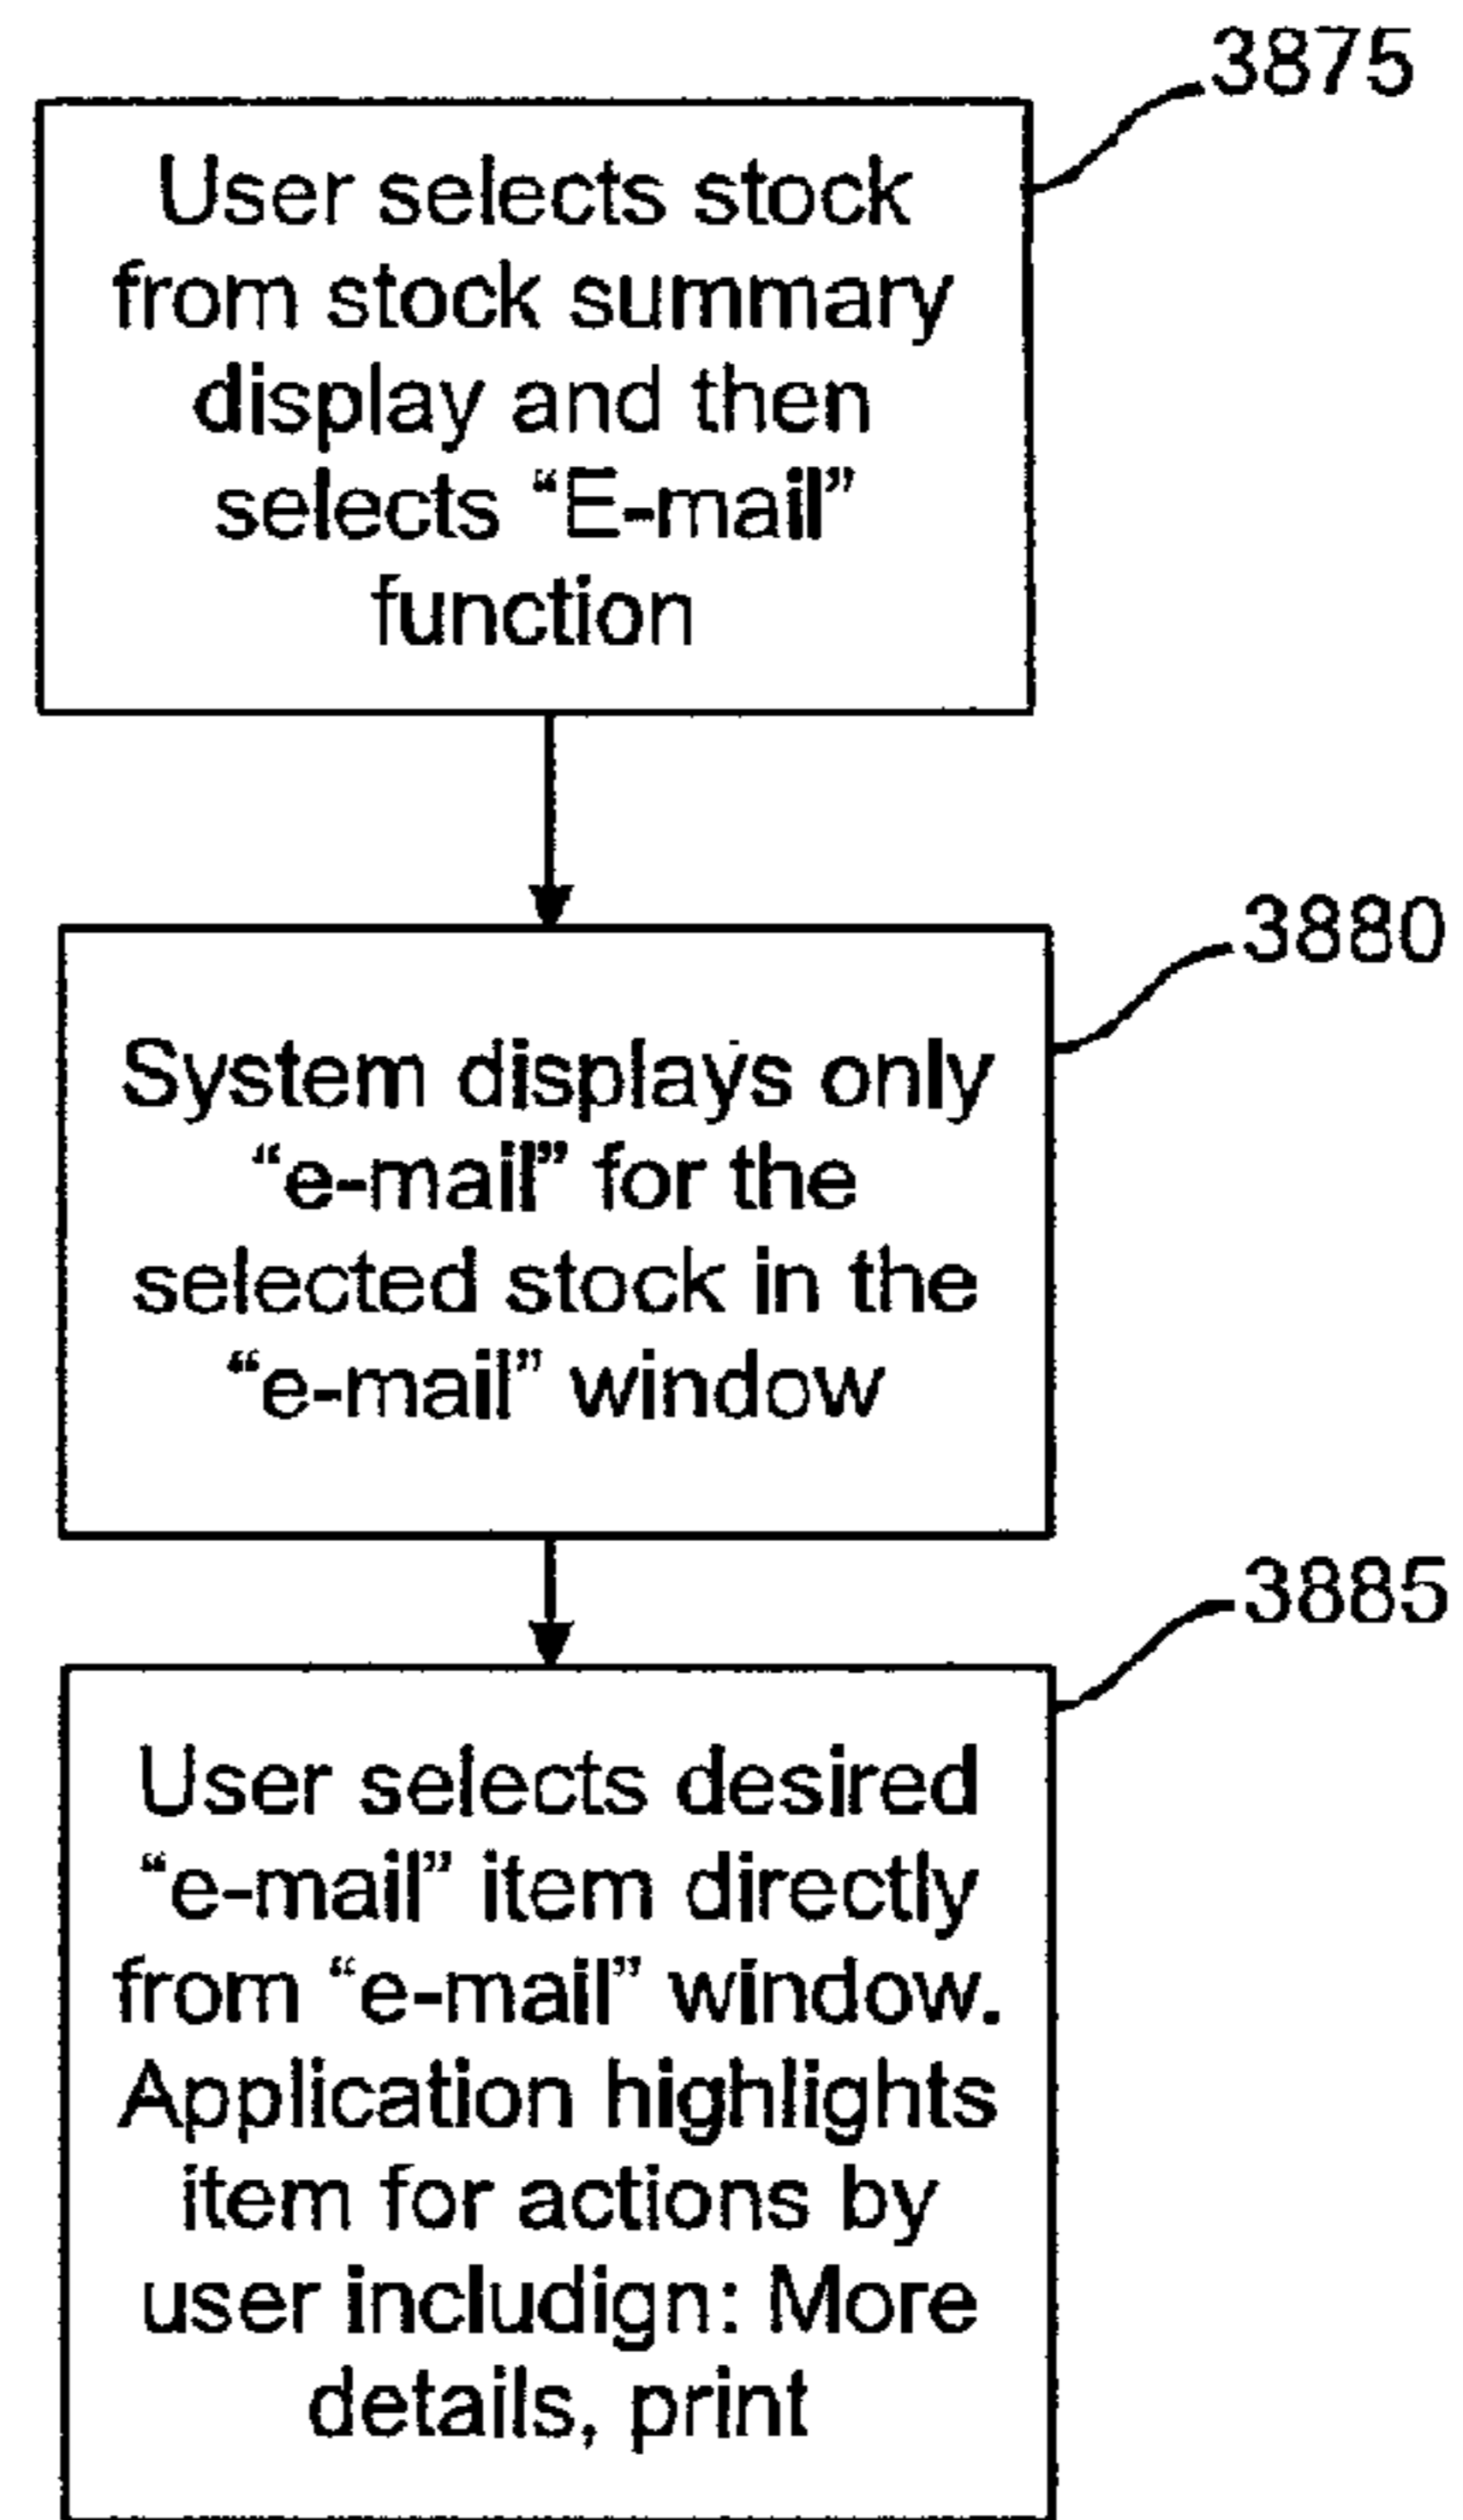 3875
User selects stock
from stock summary
display and then
selects “E-mail”
function
3880
System displays only
“e-mail” for the
selected stock in the
“e-mail” window
3885
User selects desired
“e-mail” item directly
from “e-mail” window.
Application highlights
item for actions by
user includign: More
details, print